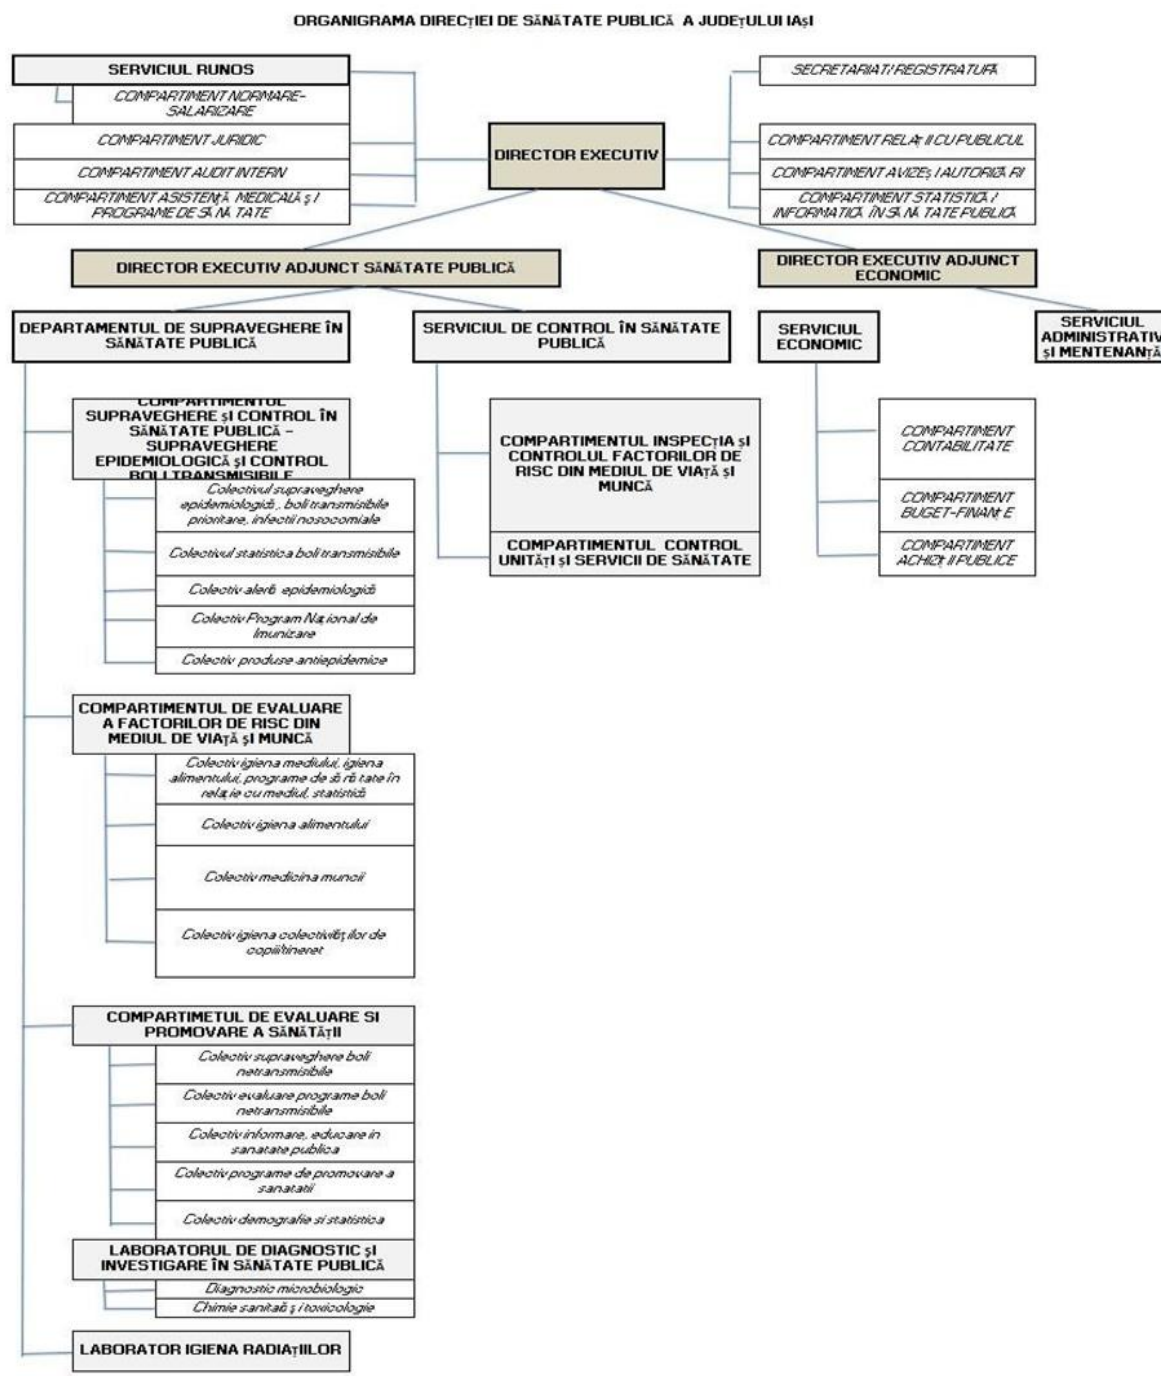 ORGANIGRAMA DIRECȚIEI DE SĂNĂTATE PUBLICĂ A JUDEȚULUI IAȘI
SERVICIUL RUNOS
COMPARTIMENT NORMARE-
SALARIZARE
COMPARTIMENT JURIDIC
COMPARTIMENT AUDIT INTERN
COMPARTIMENT ASISTENȚĂ MEDICALĂ ȘI
PROGRAME DE SĂNĂTATE
DIRECTOR EXECUTIV
SECRETARIAT/REGISTRATURĂ
COMPARTIMENT RELAȚII CU PUBLICUL
COMPARTIMENT AVIZE ȘI AUTORIZĂRI
COMPARTIMENT STATISTICĂ ȘI
INFORMATICĂ ÎN SĂNĂTATE PUBLICĂ
DIRECTOR EXECUTIV ADJUNCT SĂNĂTATE PUBLICĂ
DIRECTOR EXECUTIV ADJUNCT
ECONOMIC
DEPARTAMENTUL DE SUPRAVEGHERE ÎN
SĂNĂTATE PUBLICĂ
SERVICIUL DE CONTROL ÎN SĂNĂTATE
PUBLICĂ
SERVICIUL
ECONOMIC
SERVICIUL
ADMINISTRATIV
ȘI MENTENANȚĂ
COMPARTIMENTUL
SUPRAVEGHERE ȘI CONTROL ÎN
SĂNĂTATE PUBLICĂ –
SUPRAVEGHERE
EPIDEMIOLOGICĂ ȘI CONTROL
BOLI TRANSMISIBILE
Colectivul supraveghere
epidemiologică, boli transmisibile
prioritare, infectii nosocomiale
Colectivul statistica boli transmisibile
Colectiv alertă epidemiologică
Colectiv Program Național de
Imunizare
Colectiv produse antiepidemice
COMPARTIMENTUL INSPECȚIA ȘI
CONTROLUL FACTORILOR DE
RISC DIN MEDIUL DE VIAȚĂ ȘI
MUNCĂ
COMPARTIMENTUL CONTROL
UNITĂȚI ȘI SERVICII DE SĂNĂTATE
COMPARTIMENT
CONTABILITATE
COMPARTIMENT
BUGET-FINANȚE
COMPARTIMENT
ACHIZIȚII PUBLICE
COMPARTIMENTUL DE EVALUARE
A FACTORILOR DE RISC DIN
MEDIUL DE VIAȚĂ ȘI MUNCĂ
Colectiv igiena mediului, igiena
alimentului, programe de sănătate în
relație cu mediul, statistică
Colectiv igiena alimentului
Colectiv medicina muncii
Colectiv igiena colectivităților de
copii/tineret
COMPARTIMETUL DE EVALUARE SI
PROMOVARE A SĂNĂTĂȚII
Colectiv supraveghere boli
netransmisibile
Colectiv evaluare programe boli
netransmisibile
Colectiv informare, educare in
sanatate publica
Colectiv programe de promovare a
sanatatii
Colectiv demografie si statistica
LABORATORUL DE DIAGNOSTIC ȘI
INVESTIGARE ÎN SĂNĂTATE PUBLICĂ
Diagnostic microbiologic
Chimie sanitară și toxicologie
LABORATOR IGIENA RADIAȚIILOR